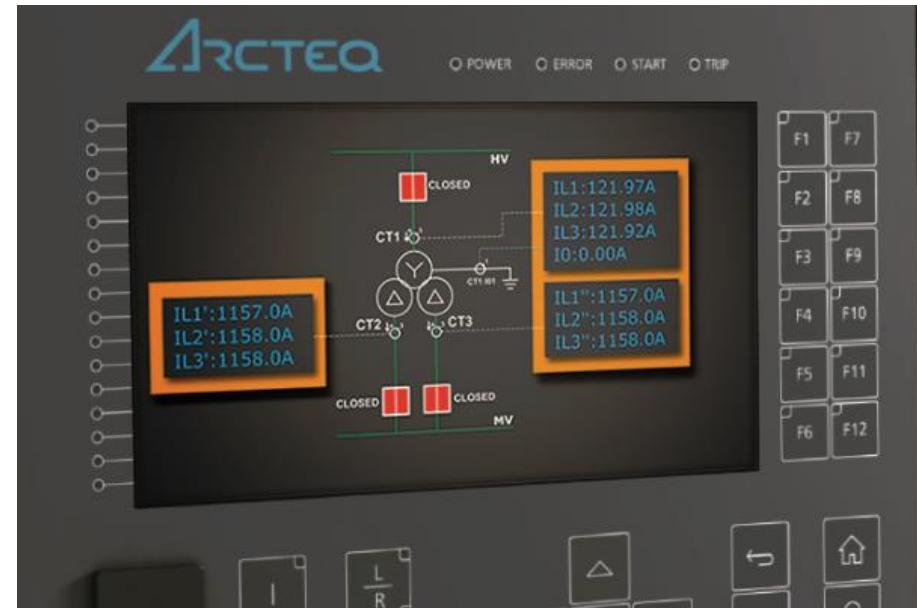 ARCTEQ
POWER ERROR START TRIP
HV
CLOSED
CT1
IL1:121.97A
IL2:121.98A
IL3:121.92A
I0:0.00A
IL1':1157.0A
IL2':1158.0A
IL3':1158.0A
CT2
CT3
IL1'':1157.0A
IL2'':1158.0A
IL3'':1158.0A
CLOSED
CLOSED
MV
F1 F7
F2 F8
F3 F9
F4 F10
F5 F11
F6 F12
I
L
R